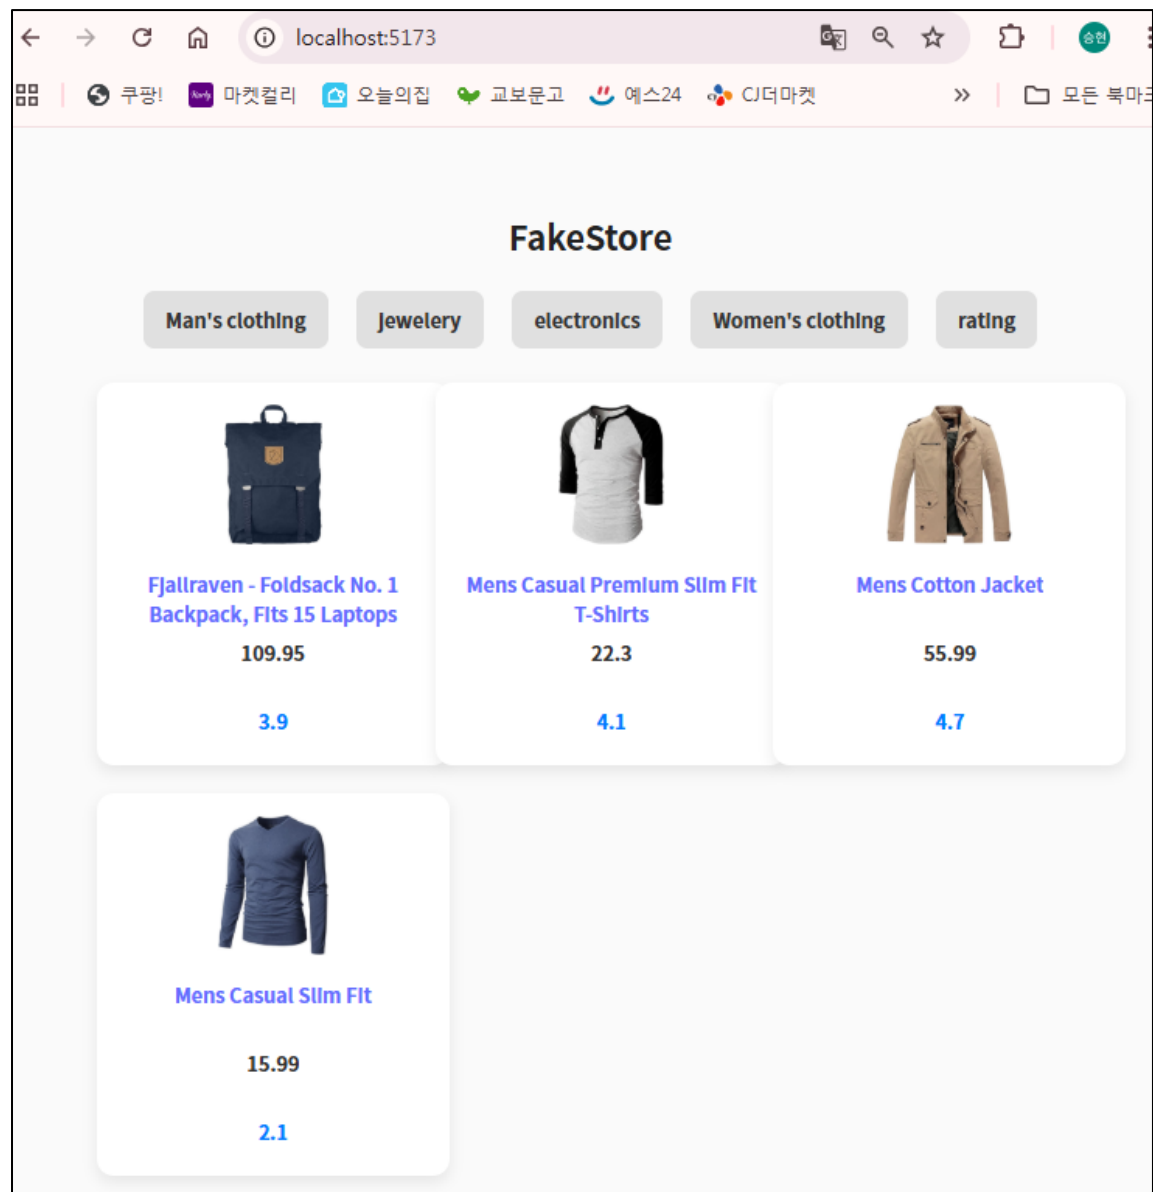 localhost:5173
승현
쿠팡!
Kurly 마켓컬리
오늘의집
교보문고
예스24
CJ더마켓
모든 북마크
FakeStore
Man's clothing
Jewelery
electronics
Women's clothing
rating
Fjallraven - Foldsack No. 1
Backpack, Fits 15 Laptops
109.95
3.9
Mens Casual Premium Slim Fit
T-Shirts
22.3
4.1
Mens Cotton Jacket
55.99
4.7
Mens Casual Slim Fit
15.99
2.1